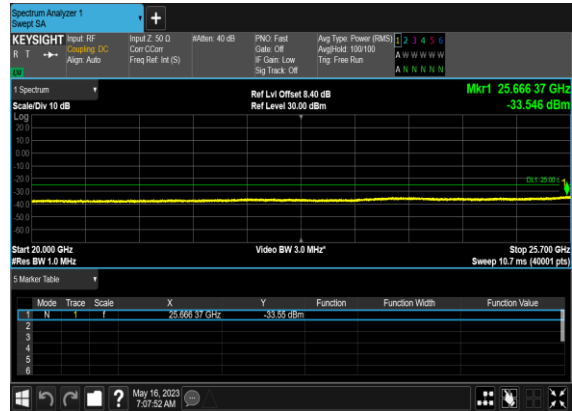 Spectrum Analyzer 1
Swept SA
+
KEYSIGHT Input: RF Input Z: 50 Ω #Atten: 40 dB PNO: Fast Avg Type: Power (RMS) 1 2 3 4 5 6
R T Coupling: DC Corr CCorr Gate: Off Avg|Hold: 100/100 A W W W W W
Align: Auto Freq Ref: Int (S) IF Gain: Low Trig: Free Run A N N N N N
LW Sig Track: Off
1 Spectrum Ref Lvl Offset 8.40 dB Mkr1 25.666 37 GHz
Scale/Div 10 dB Ref Level 30.00 dBm -33.546 dBm
Log
20.0
10.0
0.00
-10.0
-20.0
DL1 -25.00
1
-30.0
-40.0
-50.0
-60.0
Start 20.000 GHz Video BW 3.0 MHz* Stop 25.700 GHz
#Res BW 1.0 MHz Sweep 10.7 ms (40001 pts)
5 Marker Table
Mode Trace Scale X Y Function Function Width Function Value
1 N 1 f 25.666 37 GHz -33.55 dBm
2
3
4
5
6
? May 16, 2023
7:07:52 AM